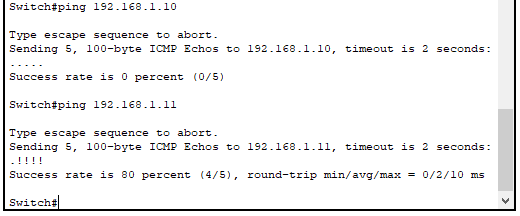 Switch#ping 192.168.1.10
Type escape sequence to abort.
Sending 5, 100-byte ICMP Echos to 192.168.1.10, timeout is 2 seconds:
.....
Success rate is 0 percent (0/5)
Switch#ping 192.168.1.11
Type escape sequence to abort.
Sending 5, 100-byte ICMP Echos to 192.168.1.11, timeout is 2 seconds:
.!!!!
Success rate is 80 percent (4/5), round-trip min/avg/max = 0/2/10 ms
Switch#